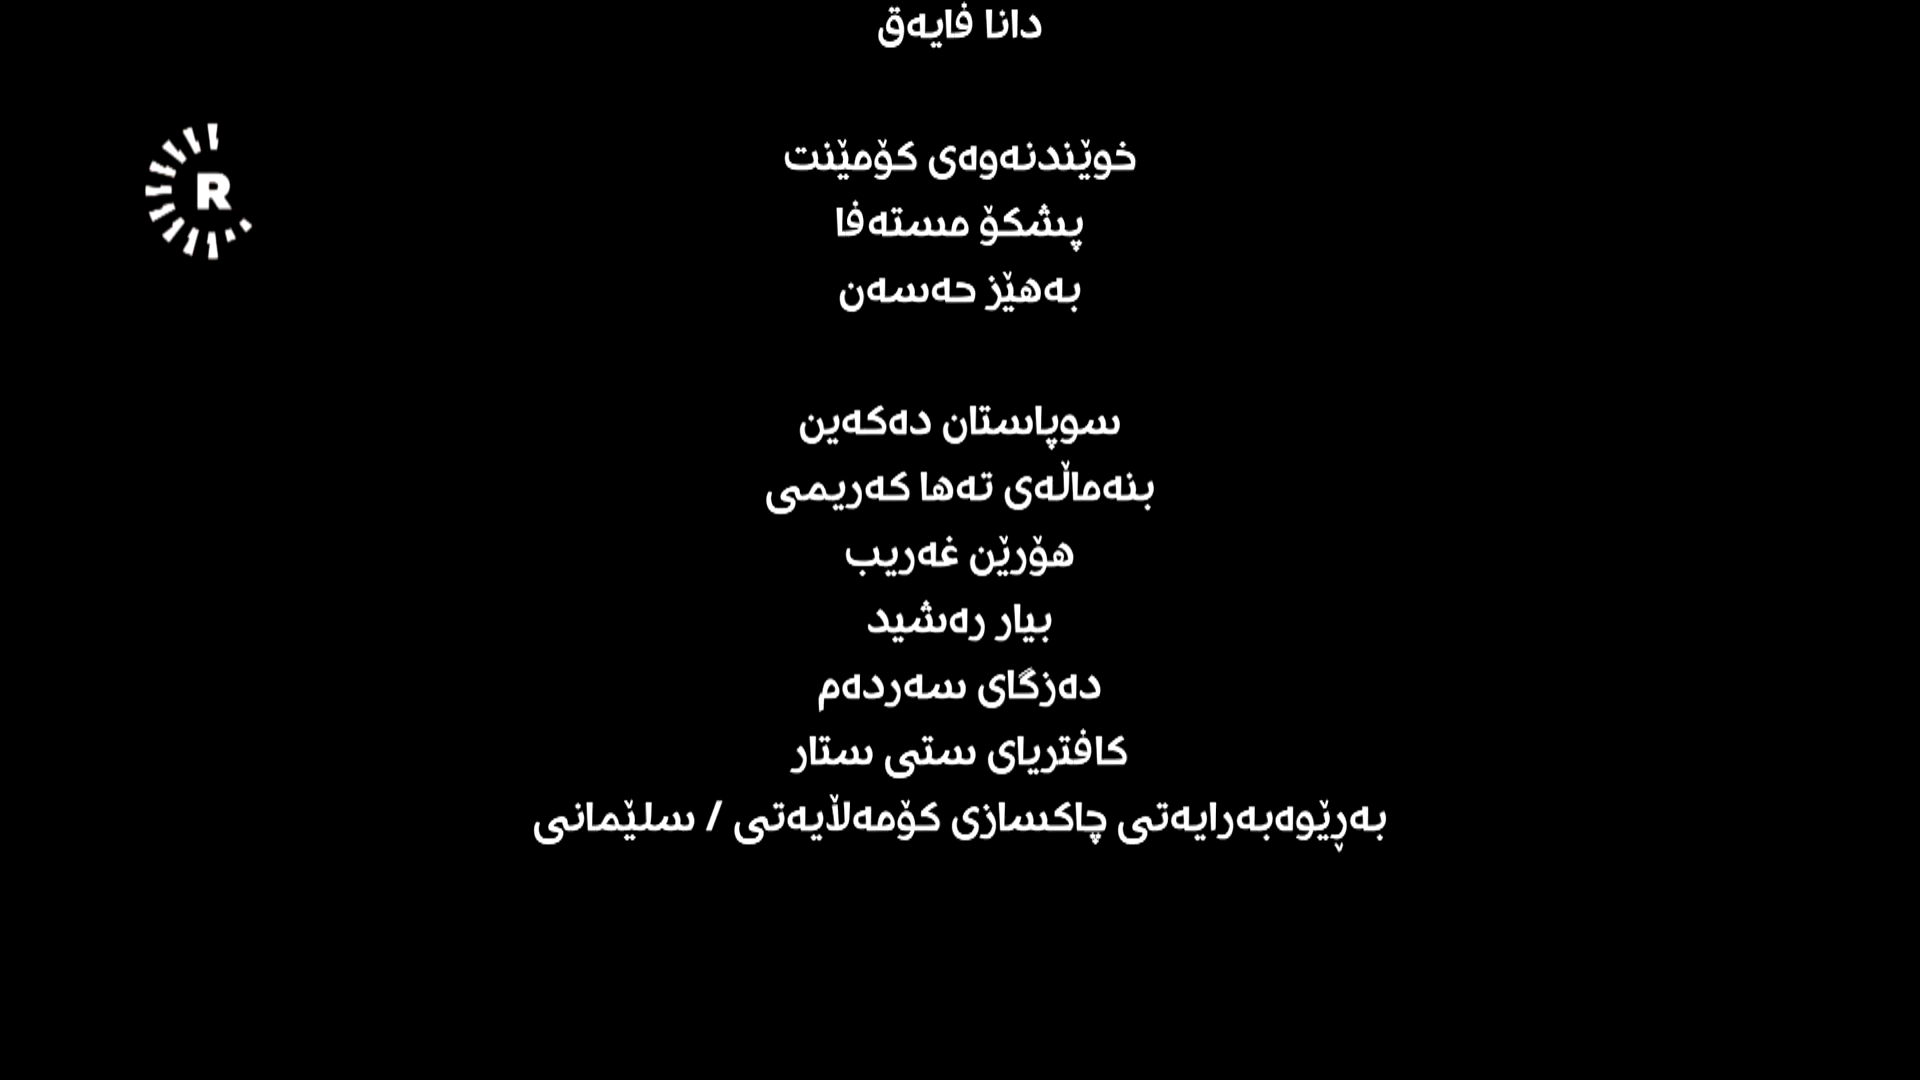 دانا فایەق
R
خوێندنەوەی کۆمێنت
پشکۆ مستەفا
بەهێز حەسەن
سوپاستان دەکەین
بنەماڵەی تەها کەریمی
هۆرێن غەریب
بیار رەشید
دەزگای سەردەم
کافتریای ستی ستار
بەڕێوەبەرایەتی چاکسازی کۆمەڵایەتی / سلێمانی